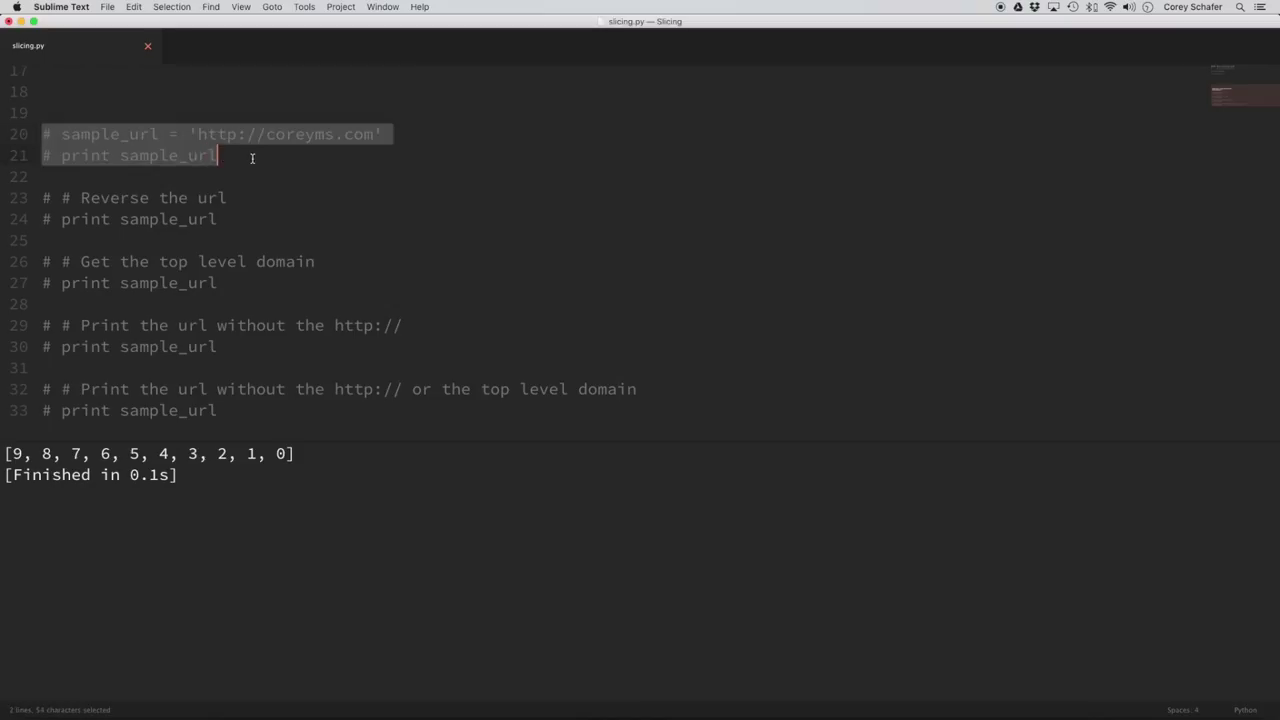 Sublime Text File Edit Selection Find View Goto Tools Project Window Help Corey Schafer
slicing.py — Slicing
slicing.py
17
18
19
20 # sample_url = 'http://coreyms.com'
21 # print sample_url
22
23 # # Reverse the url
24 # print sample_url
25
26 # # Get the top level domain
27 # print sample_url
28
29 # # Print the url without the http://
30 # print sample_url
31
32 # # Print the url without the http:// or the top level domain
33 # print sample_url
[9, 8, 7, 6, 5, 4, 3, 2, 1, 0]
[Finished in 0.1s]
2 lines, 54 characters selected Spaces: 4 Python